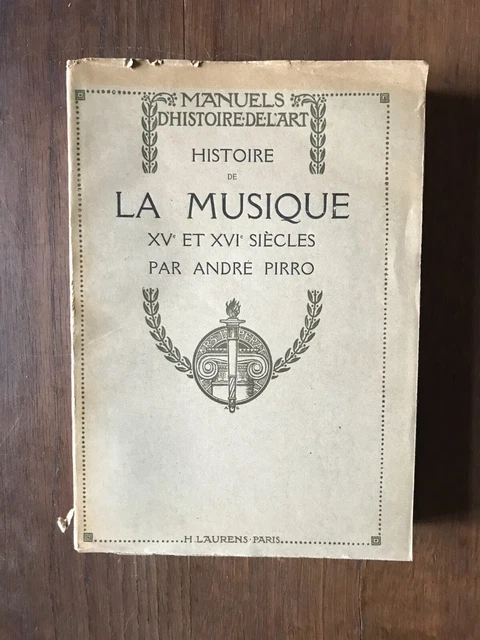 MANUELS
D'HISTOIRE·DE·L'ART
HISTOIRE
DE
LA MUSIQUE
XVe ET XVIe SIÈCLES
PAR ANDRÉ PIRRO
H. LAURENS·PARIS